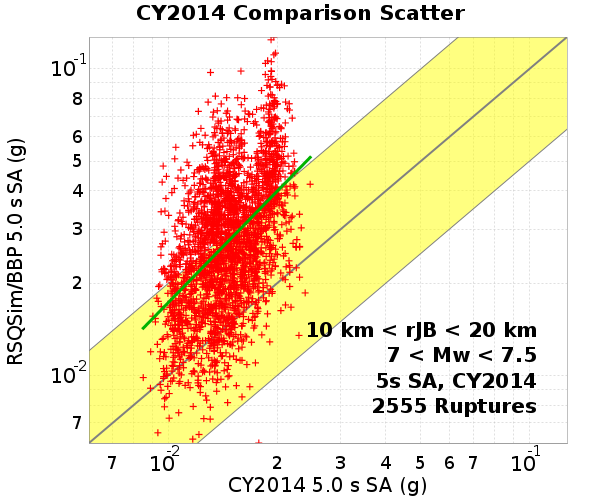 CY2014 Comparison Scatter
RSQSim/BBP 5.0 s SA (g)
10⁻¹
8
6
5
4
3
2
10⁻²
7
10 km < rJB < 20 km
7 < Mw < 7.5
5s SA, CY2014
2555 Ruptures
7 10⁻² 2 3 4 5 6 7 10⁻¹
CY2014 5.0 s SA (g)